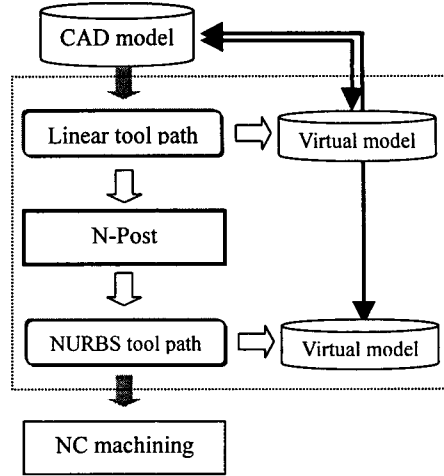 CAD model
Linear tool path
Virtual model
N-Post
NURBS tool path
Virtual model
NC machining